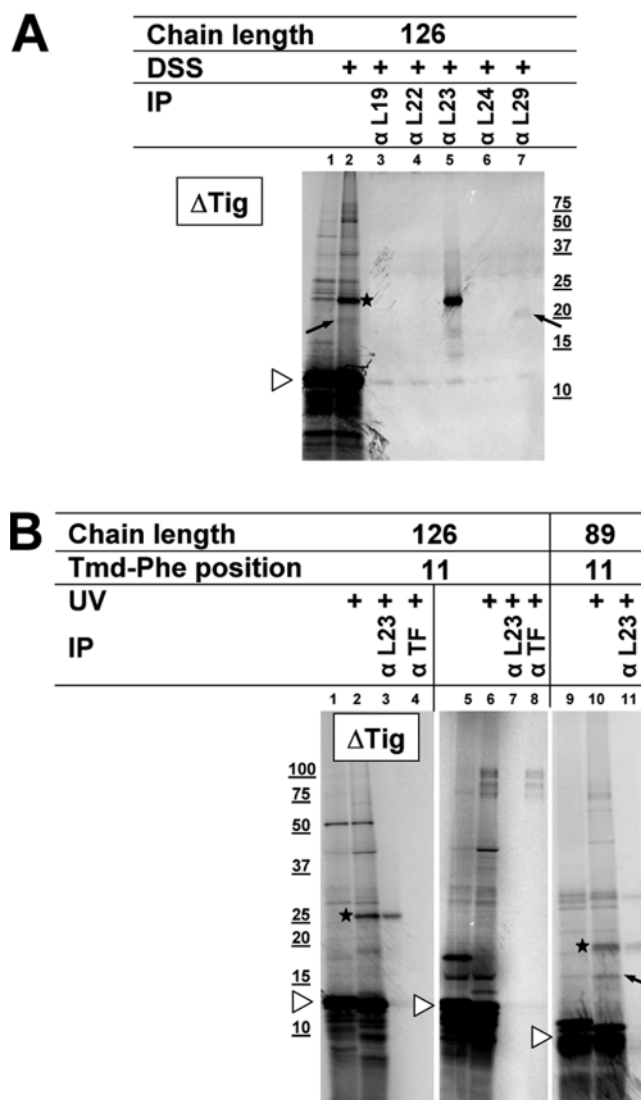 A
Chain length 126
DSS + + + + + +
IP α L19 α L22 α L23 α L24 α L29
1 2 3 4 5 6 7
ΔTig
75
50
37
25
20
15
10
B
Chain length 126 89
Tmd-Phe position 11 11
UV + + + + + + + +
IP α L23 α TF α L23 α TF α L23
1 2 3 4 5 6 7 8 9 10 11
ΔTig
100
75
50
37
25
20
15
10